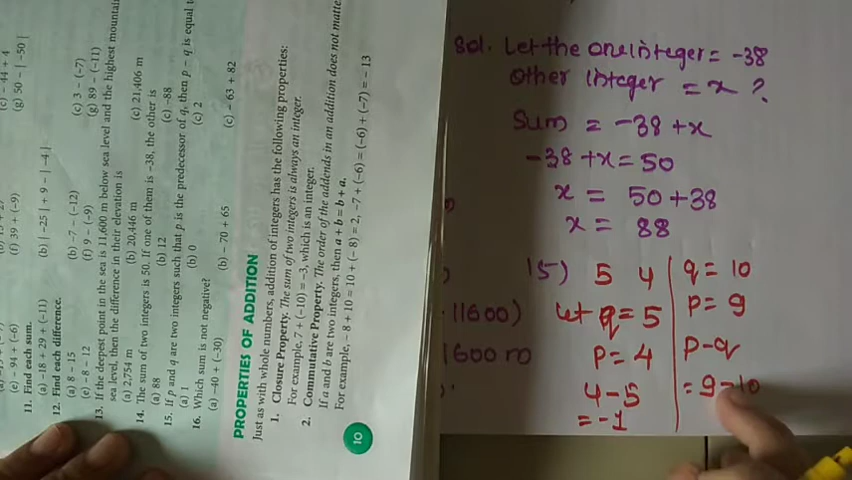 (c) - 44 + 4
(g) 50 - | -50 |
(f) 39 + (-9)
(e) - 94 + (-6)
11. Find each sum.
(a) -18 + 29 + (-11)
(b) | -25 | + 9 - | -4 |
12. Find each difference.
(a) 8 - 15
(b) -7 - (-12)
(c) 3 - (-7)
(e) - 8 - 12
(f) 9 - (-9)
(g) 89 - (-11)
13. If the deepest point in the sea is 11,600 m below sea level and the highest mountai
sea level, then the difference in their elevation is
(a) 2,754 m
(b) 20,446 m
(c) 21,406 m
14. The sum of two integers is 50. If one of them is -38, the other is
(a) 88
(b) 12
(c) -88
15. If p and q are two integers such that p is the predecessor of q, then p - q is equal t
(a) 1
(b) 0
(c) 2
16. Which sum is not negative?
(a) -40 + (-30)
(b) - 70 + 65
(c) - 63 + 82
PROPERTIES OF ADDITION
Just as with whole numbers, addition of integers has the following properties:
1. Closure Property. The sum of two integers is always an integer.
For example, 7 + (-10) = -3, which is an integer.
2. Commutative Property. The order of the addends in an addition does not matte
If a and b are two integers, then a + b = b + a.
For example, - 8 + 10 = 10 + (- 8) = 2, -7 + (-6) = (-6) + (-7) = - 13
10
Sol. Let the one integer = -38
Other integer = x ?
Sum = -38 + x
-38 + x = 50
x = 50 + 38
x = 88
15) 5 4
Let q = 5
p = 4
4 - 5
= -1
q = 10
p = 9
p - q
= 9 - 10
11600)
1600 m